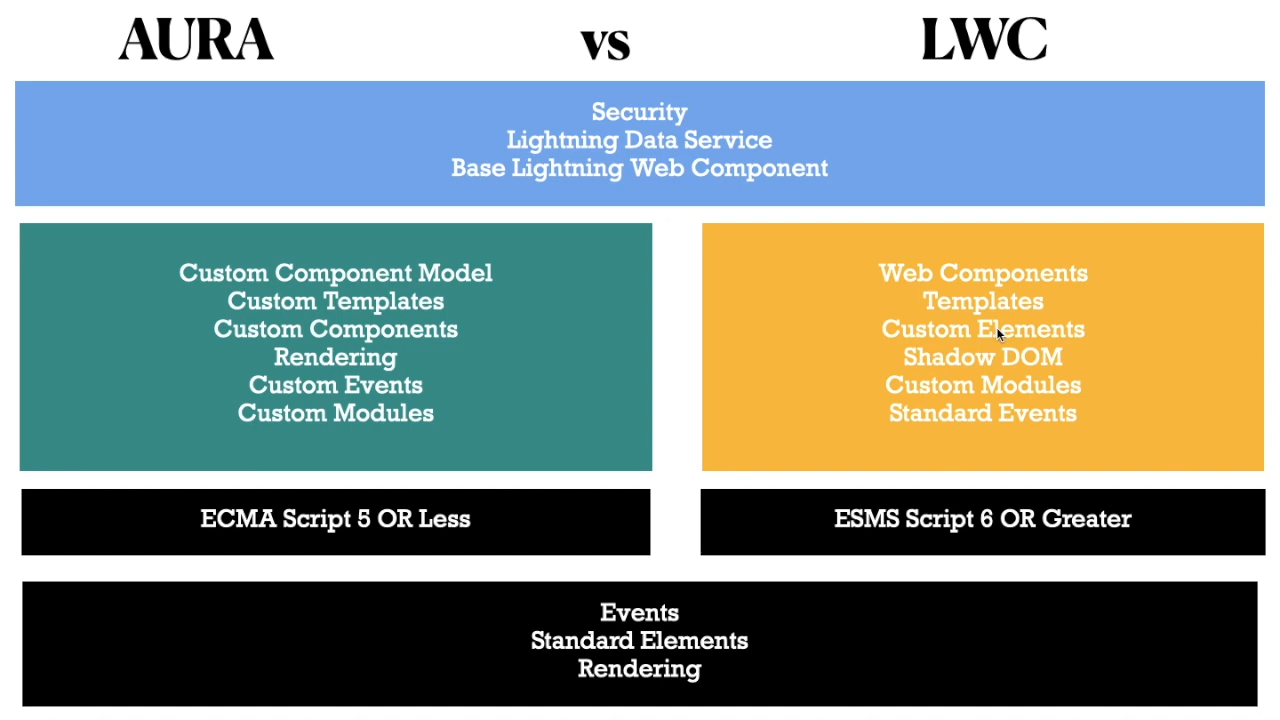 AURA vs LWC
Security
Lightning Data Service
Base Lightning Web Component
Custom Component Model
Custom Templates
Custom Components
Rendering
Custom Events
Custom Modules
Web Components
Templates
Custom Elements
Shadow DOM
Custom Modules
Standard Events
ECMA Script 5 OR Less
ESMS Script 6 OR Greater
Events
Standard Elements
Rendering